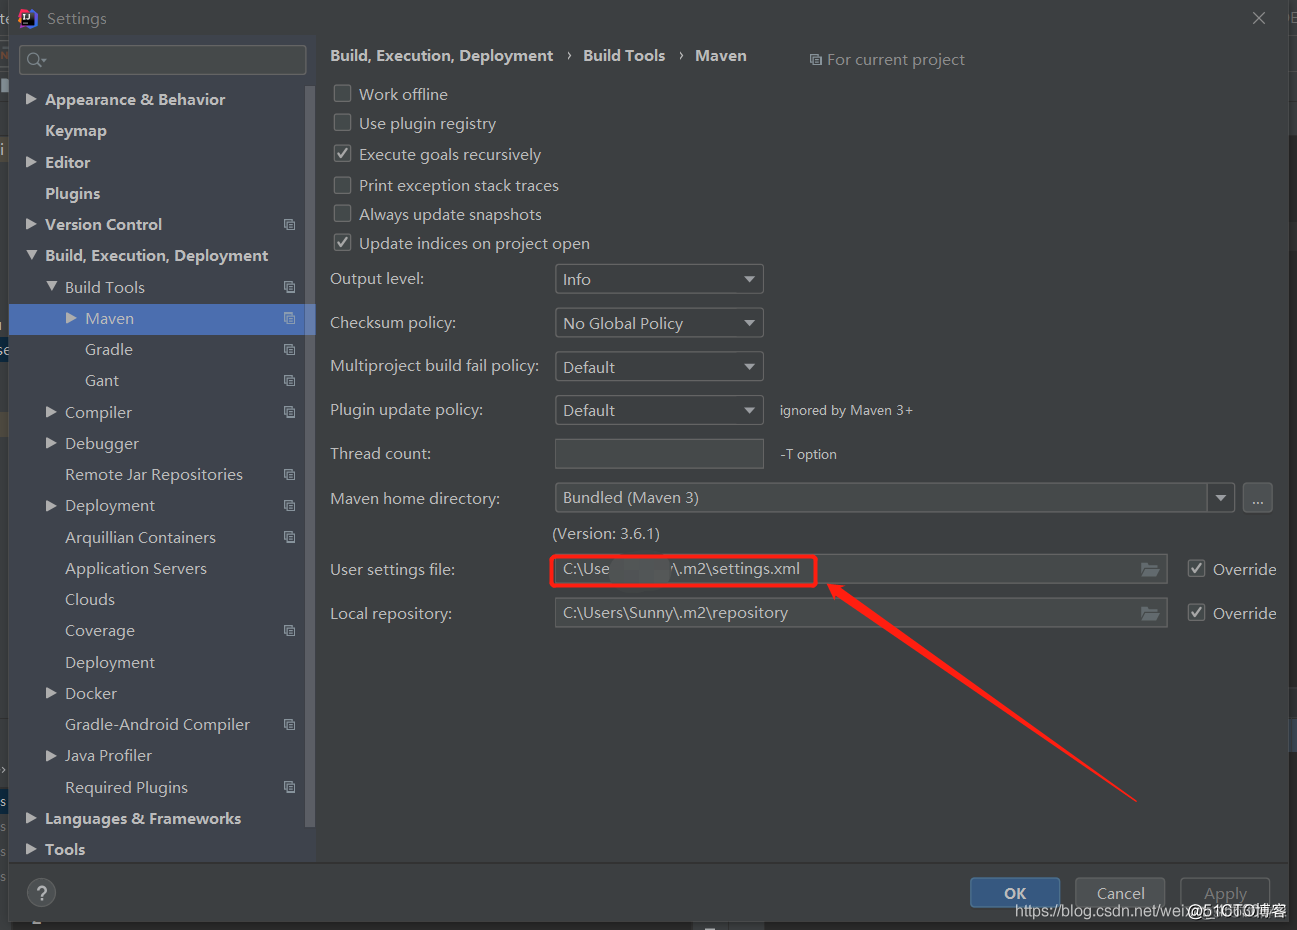 Settings
Build, Execution, Deployment › Build Tools › Maven
For current project
Appearance & Behavior
Keymap
Editor
Plugins
Version Control
Build, Execution, Deployment
Build Tools
Maven
Gradle
Gant
Compiler
Debugger
Remote Jar Repositories
Deployment
Arquillian Containers
Application Servers
Clouds
Coverage
Deployment
Docker
Gradle-Android Compiler
Java Profiler
Required Plugins
Languages & Frameworks
Tools
Work offline
Use plugin registry
Execute goals recursively
Print exception stack traces
Always update snapshots
Update indices on project open
Output level: Info
Checksum policy: No Global Policy
Multiproject build fail policy: Default
Plugin update policy: Default ignored by Maven 3+
Thread count: -T option
Maven home directory: Bundled (Maven 3) ...
(Version: 3.6.1)
User settings file: C:\Use y\.m2\settings.xml Override
Local repository: C:\Users\Sunny\.m2\repository Override
?
OK Cancel Apply
https://blog.csdn.net/weix @51CTO博客